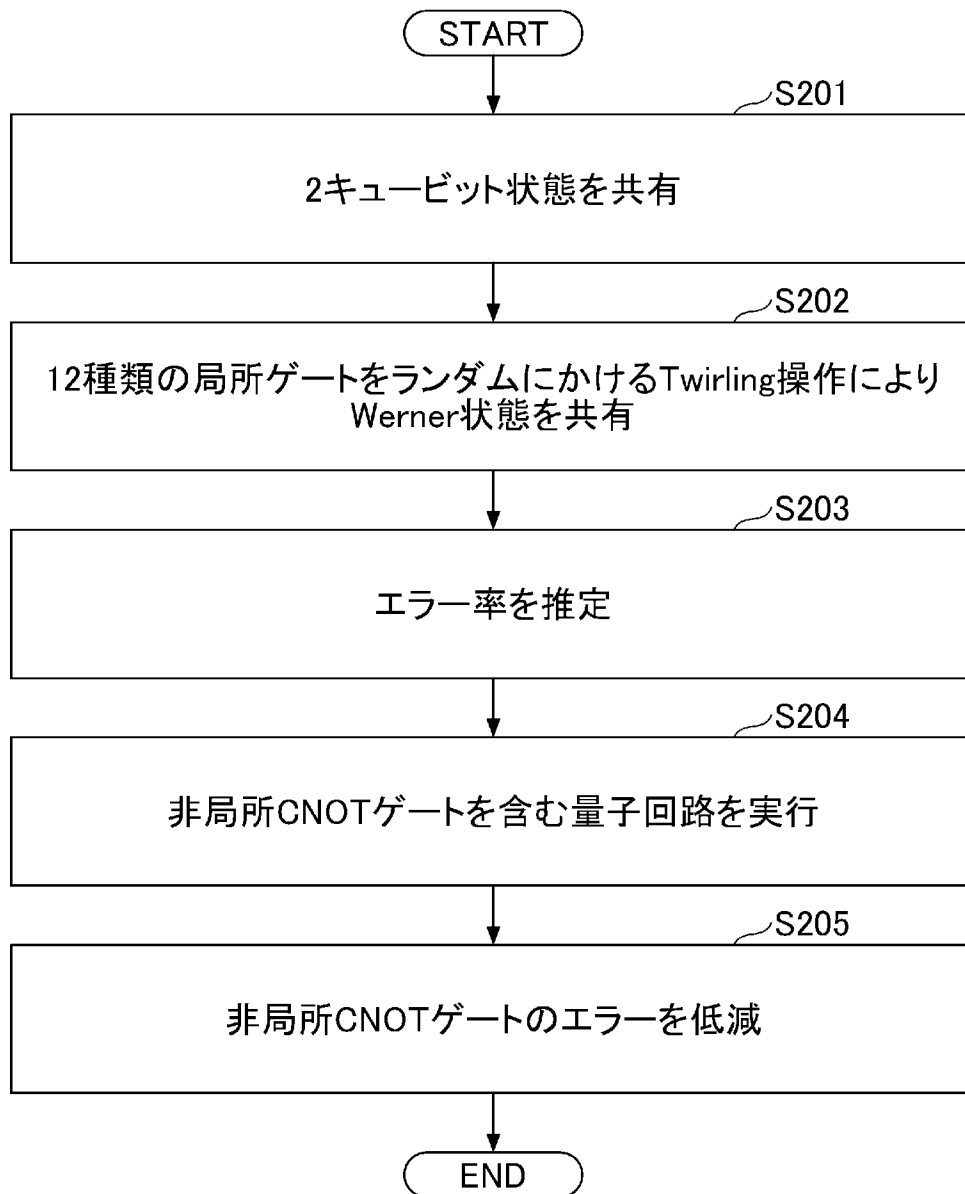 START
S201
2キュービット状態を共有
S202
12種類の局所ゲートをランダムにかけるTwirling操作により
Werner状態を共有
S203
エラー率を推定
S204
非局所CNOTゲートを含む量子回路を実行
S205
非局所CNOTゲートのエラーを低減
END